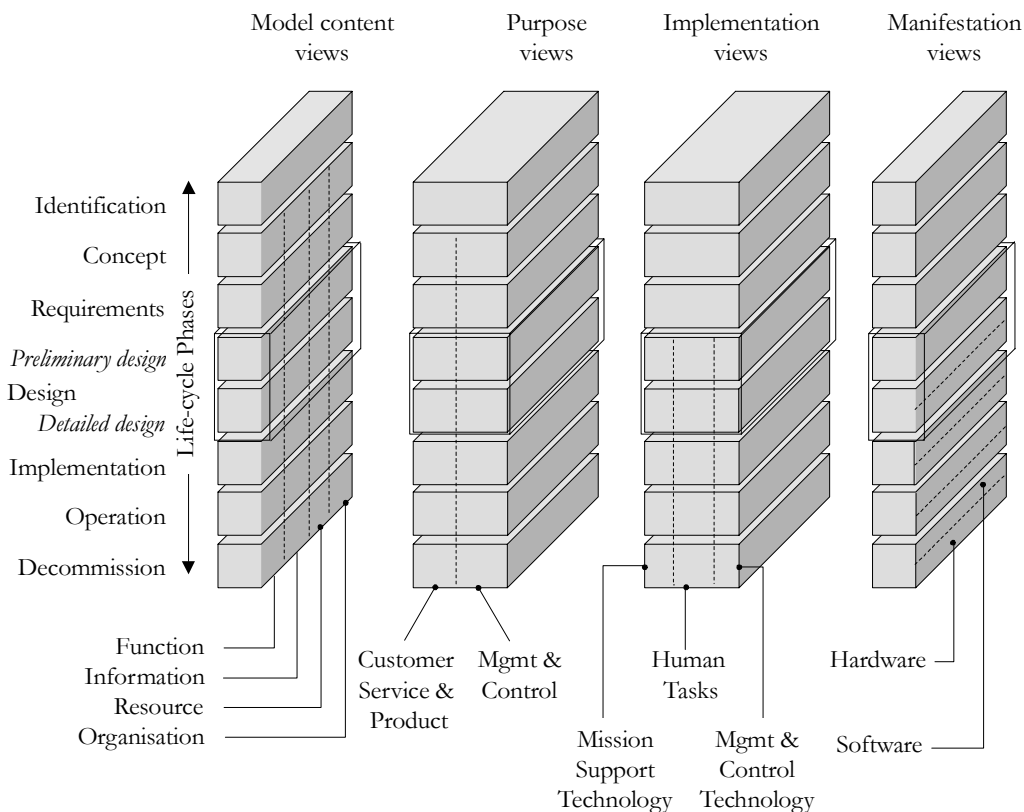 Model content
views
Purpose
views
Implementation
views
Manifestation
views
Life-cycle Phases
Identification
Concept
Requirements
Preliminary design
Design
Detailed design
Implementation
Operation
Decommission
Function
Information
Resource
Organisation
Customer
Service &
Product
Mgmt &
Control
Human
Tasks
Mission
Support
Technology
Mgmt &
Control
Technology
Hardware
Software